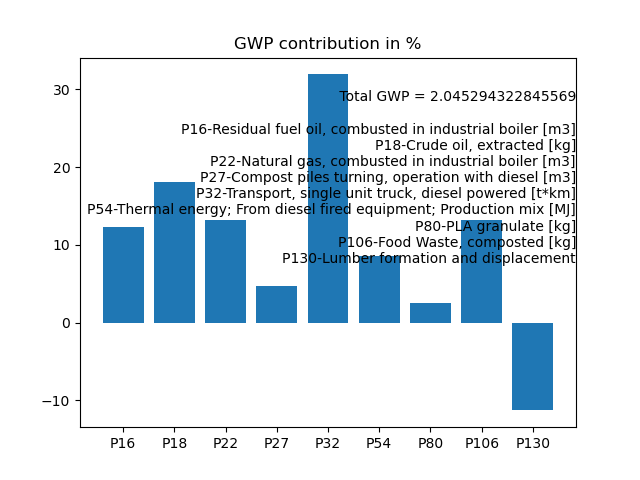 GWP contribution in %
30
20
10
0
−10
Total GWP = 2.045294322845569
P16-Residual fuel oil, combusted in industrial boiler [m3]
P18-Crude oil, extracted [kg]
P22-Natural gas, combusted in industrial boiler [m3]
P27-Compost piles turning, operation with diesel [m3]
P32-Transport, single unit truck, diesel powered [t*km]
P54-Thermal energy; From diesel fired equipment; Production mix [MJ]
P80-PLA granulate [kg]
P106-Food Waste, composted [kg]
P130-Lumber formation and displacement
P16 P18 P22 P27 P32 P54 P80 P106 P130